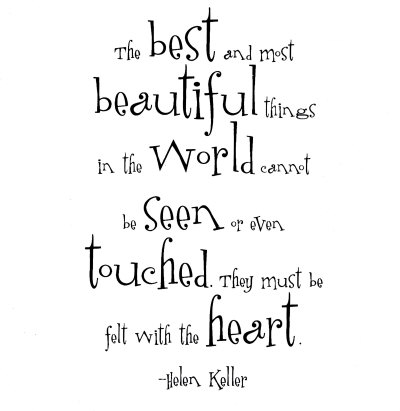 The best and most
beautiful things
in the world cannot
be seen or even
touched. They must be
felt with the heart.
~Helen Keller